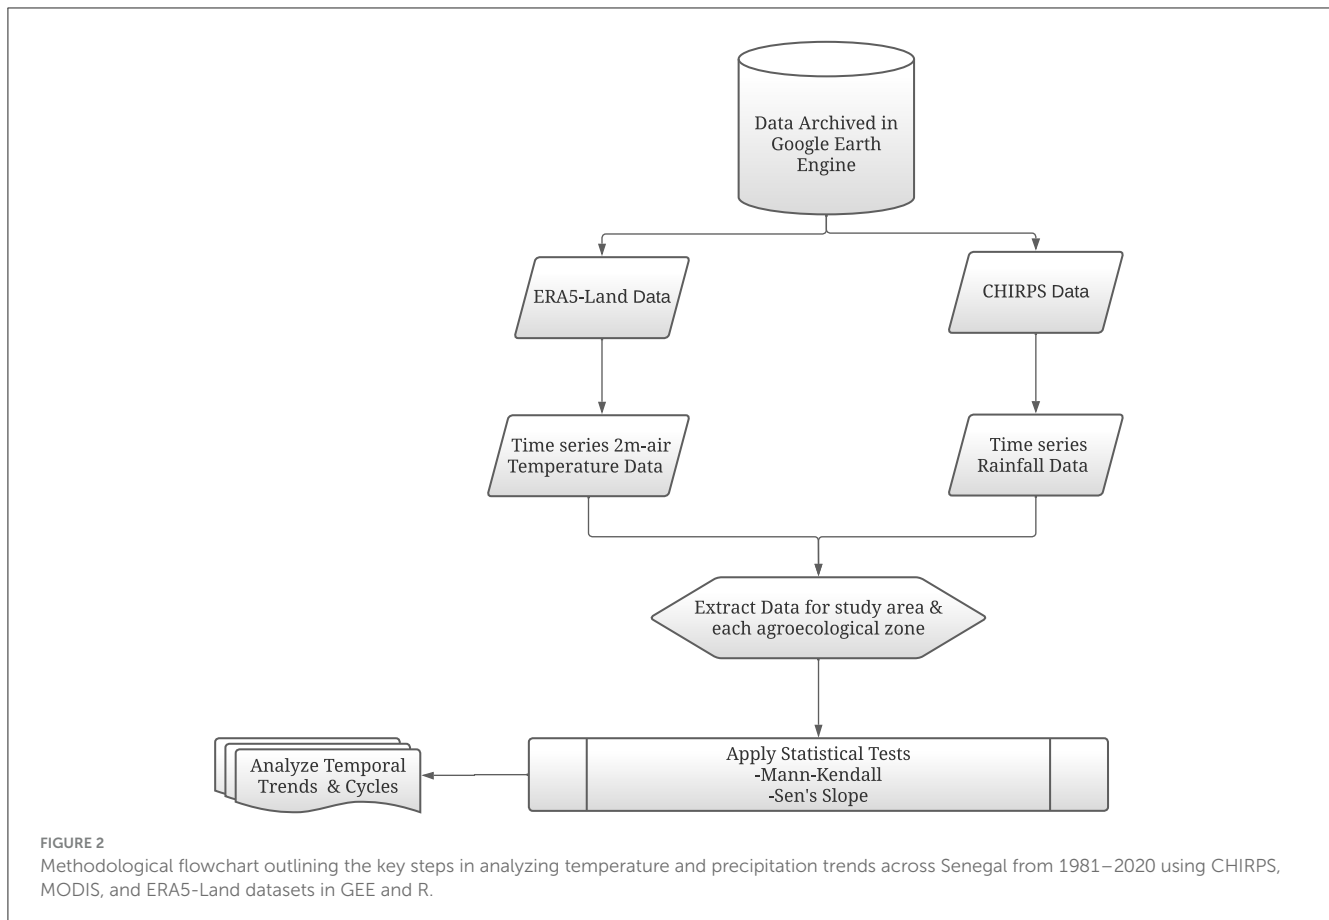 Data Archived in
Google Earth
Engine
ERA5-Land Data
CHIRPS Data
Time series 2m-air
Temperature Data
Time series
Rainfall Data
Extract Data for study area &
each agroecological zone
Apply Statistical Tests
-Mann-Kendall
-Sen's Slope
Analyze Temporal
Trends & Cycles
FIGURE 2
Methodological flowchart outlining the key steps in analyzing temperature and precipitation trends across Senegal from 1981–2020 using CHIRPS,
MODIS, and ERA5-Land datasets in GEE and R.